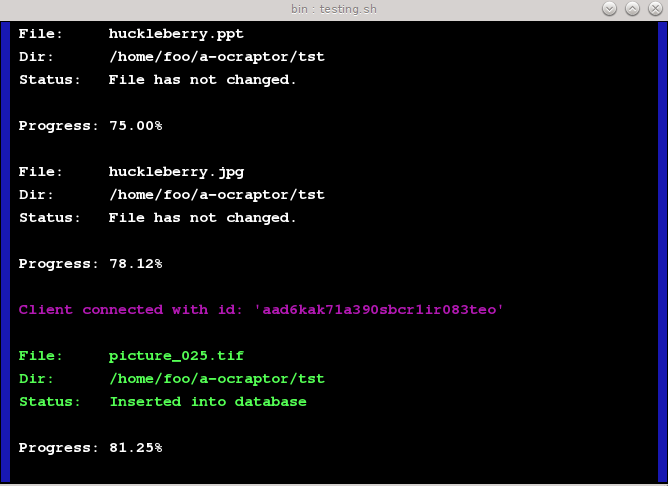 bin : testing.sh
File: huckleberry.ppt
Dir: /home/foo/a-ocraptor/tst
Status: File has not changed.
Progress: 75.00%
File: huckleberry.jpg
Dir: /home/foo/a-ocraptor/tst
Status: File has not changed.
Progress: 78.12%
Client connected with id: 'aad6kak71a390sbcr1ir083teo'
File: picture_025.tif
Dir: /home/foo/a-ocraptor/tst
Status: Inserted into database
Progress: 81.25%